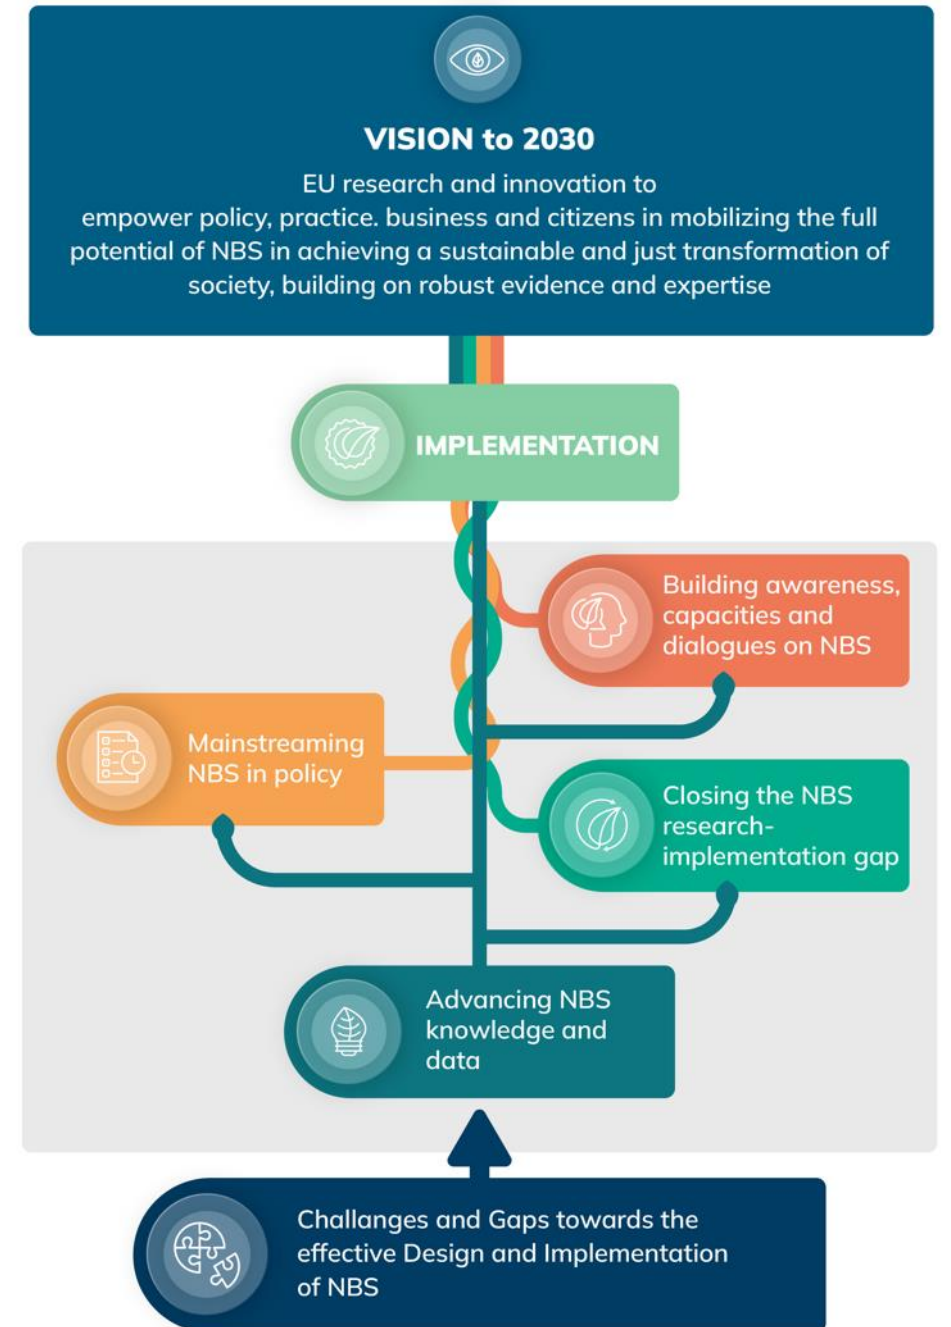 VISION to 2030
EU research and innovation to
empower policy, practice. business and citizens in mobilizing the full
potential of NBS in achieving a sustainable and just transformation of
society, building on robust evidence and expertise
IMPLEMENTATION
Building awareness,
capacities and
dialogues on NBS
Mainstreaming
NBS in policy
Closing the NBS
research-
implementation gap
Advancing NBS
knowledge and
data
Challanges and Gaps towards the
effective Design and Implementation
of NBS